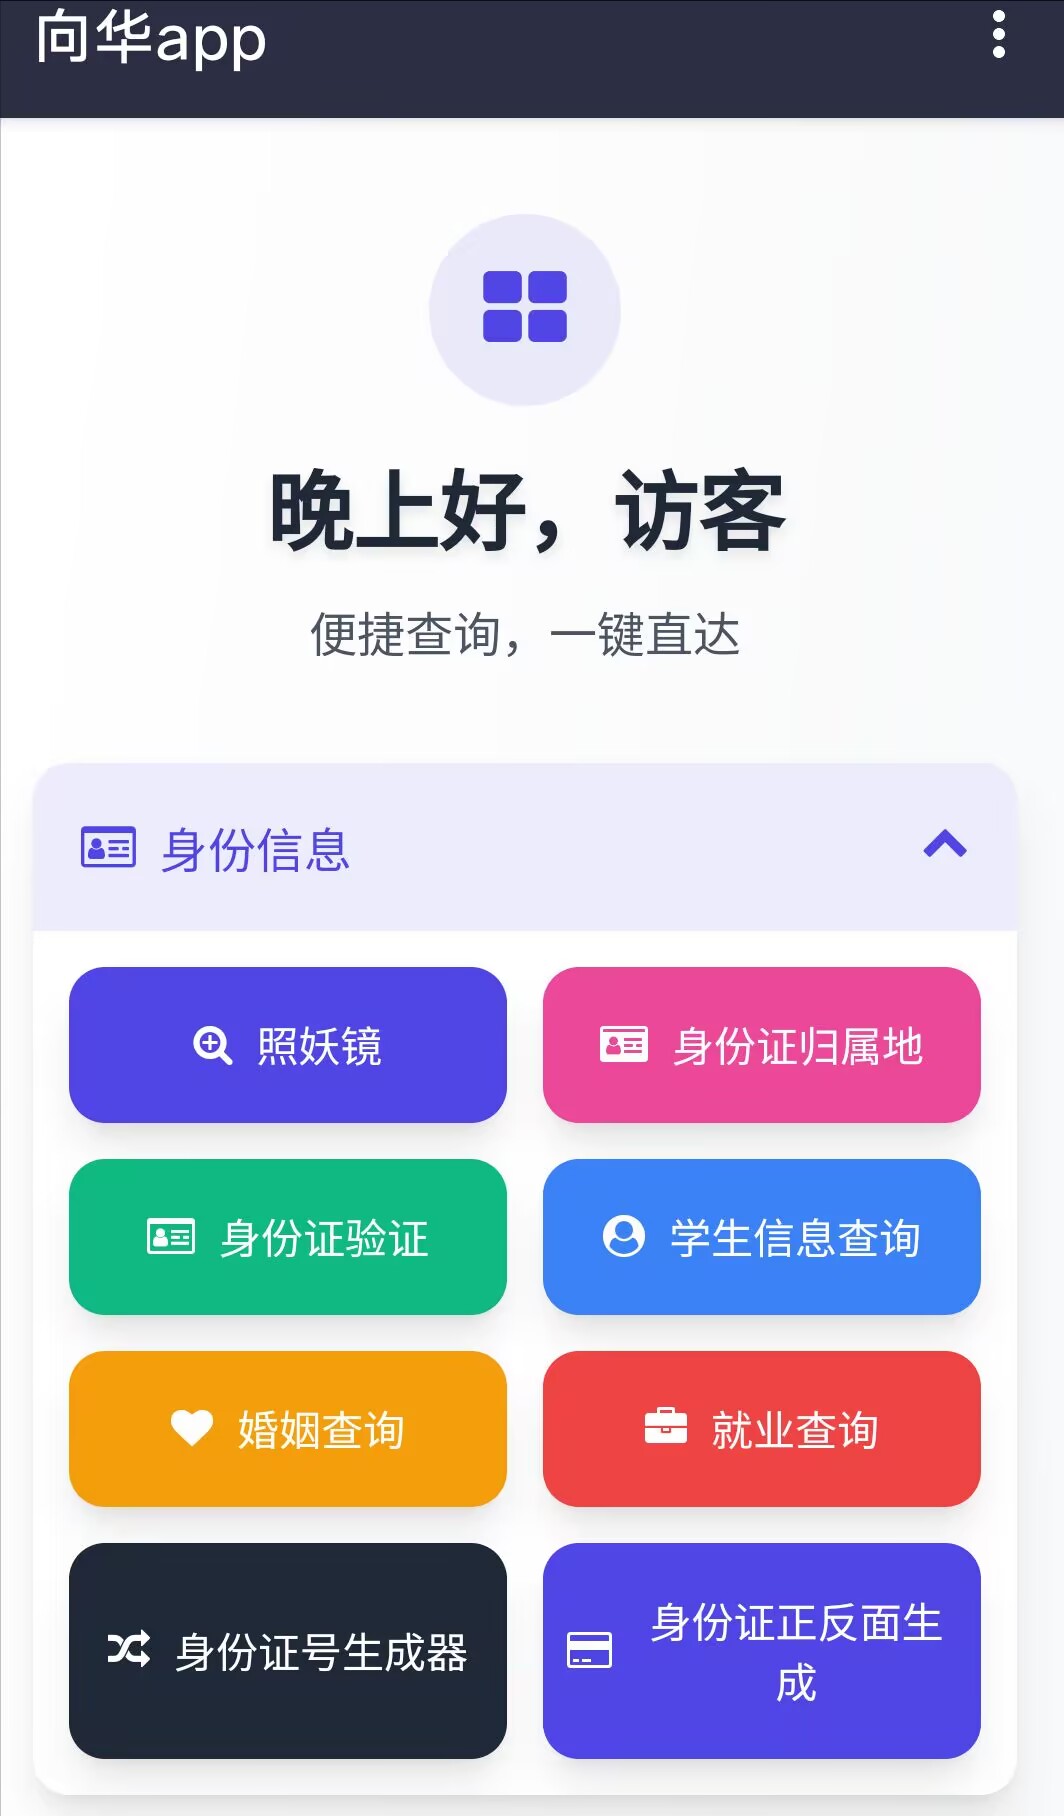 向华app
晚上好，访客
便捷查询，一键直达
身份信息
照妖镜
身份证归属地
身份证验证
学生信息查询
婚姻查询
就业查询
身份证号生成器
身份证正反面生
成